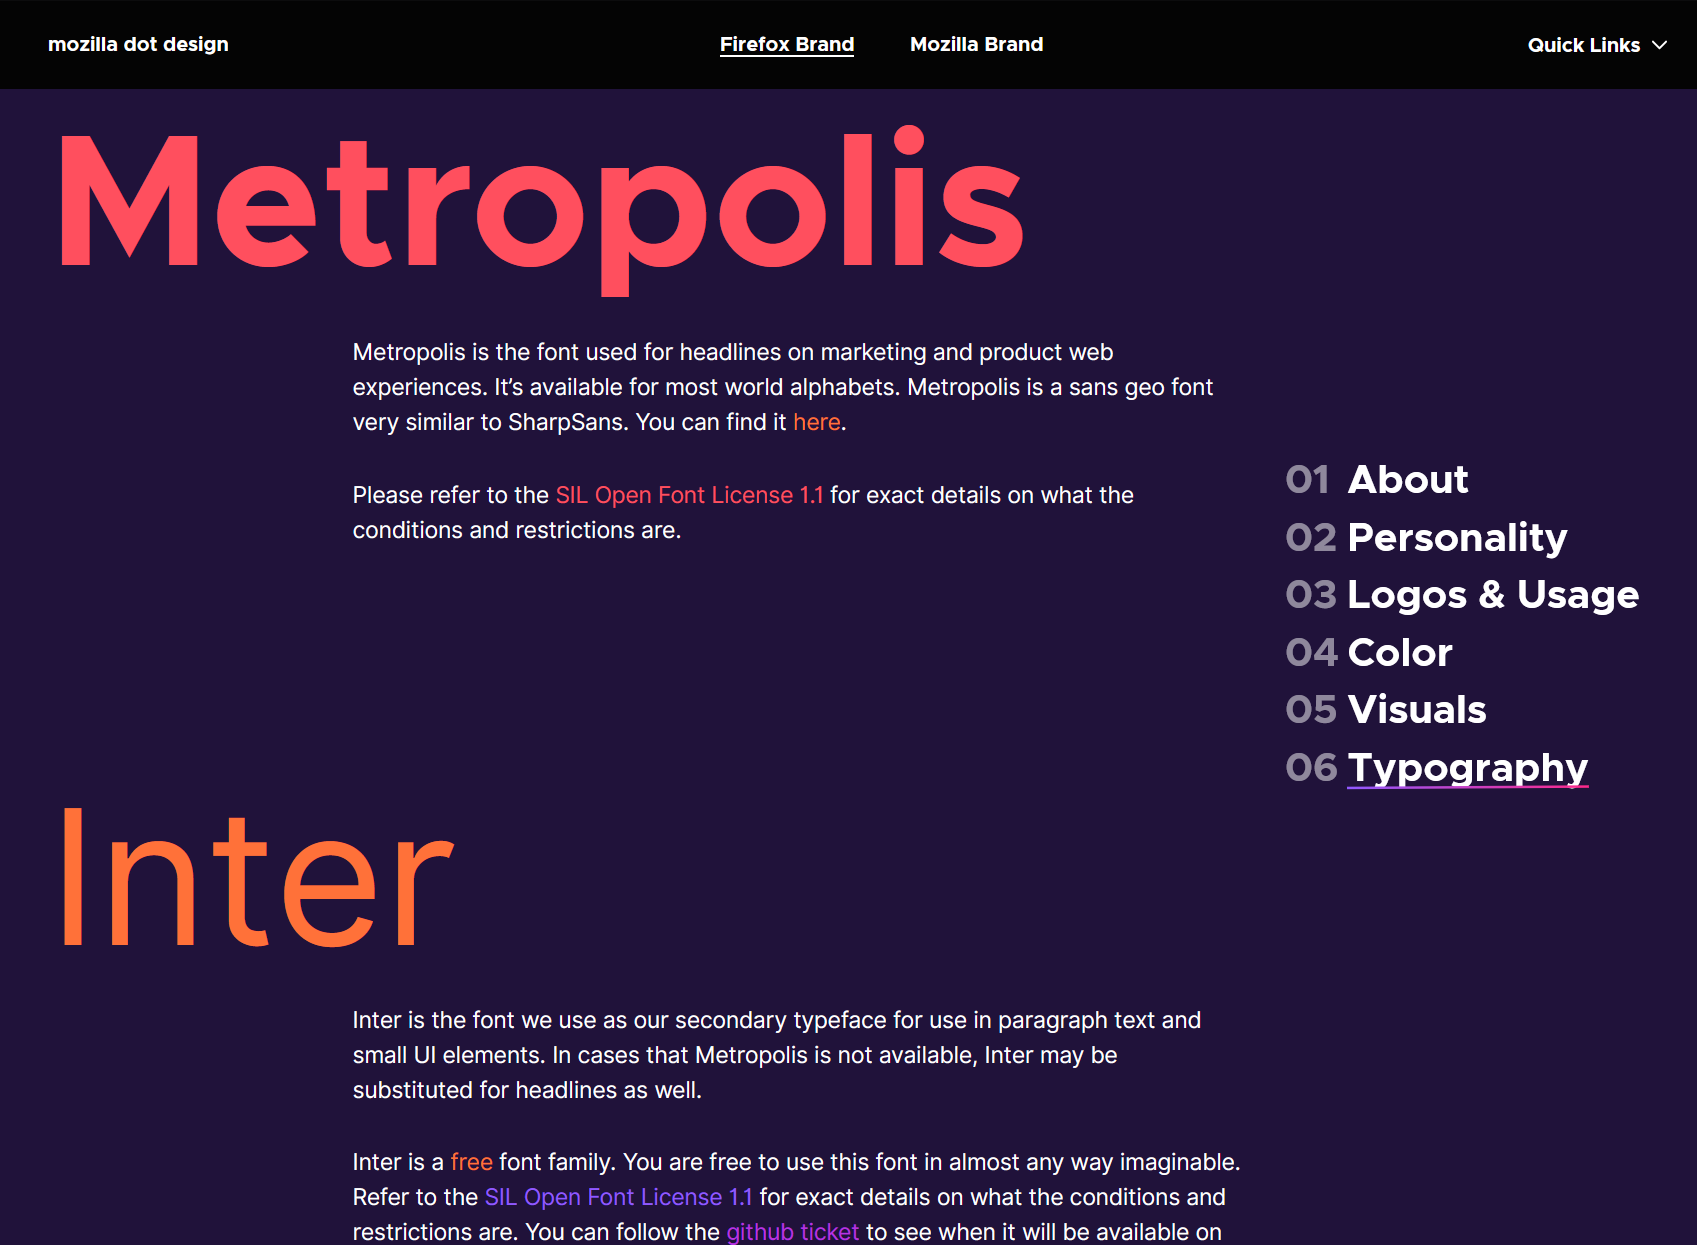 mozilla dot design
Firefox Brand
Mozilla Brand
Quick Links
Metropolis
Metropolis is the font used for headlines on marketing and product web
experiences. It’s available for most world alphabets. Metropolis is a sans geo font
very similar to SharpSans. You can find it here.
Please refer to the SIL Open Font License 1.1 for exact details on what the
conditions and restrictions are.
01 About
02 Personality
03 Logos & Usage
04 Color
05 Visuals
06 Typography
Inter
Inter is the font we use as our secondary typeface for use in paragraph text and
small UI elements. In cases that Metropolis is not available, Inter may be
substituted for headlines as well.
Inter is a free font family. You are free to use this font in almost any way imaginable.
Refer to the SIL Open Font License 1.1 for exact details on what the conditions and
restrictions are. You can follow the github ticket to see when it will be available on